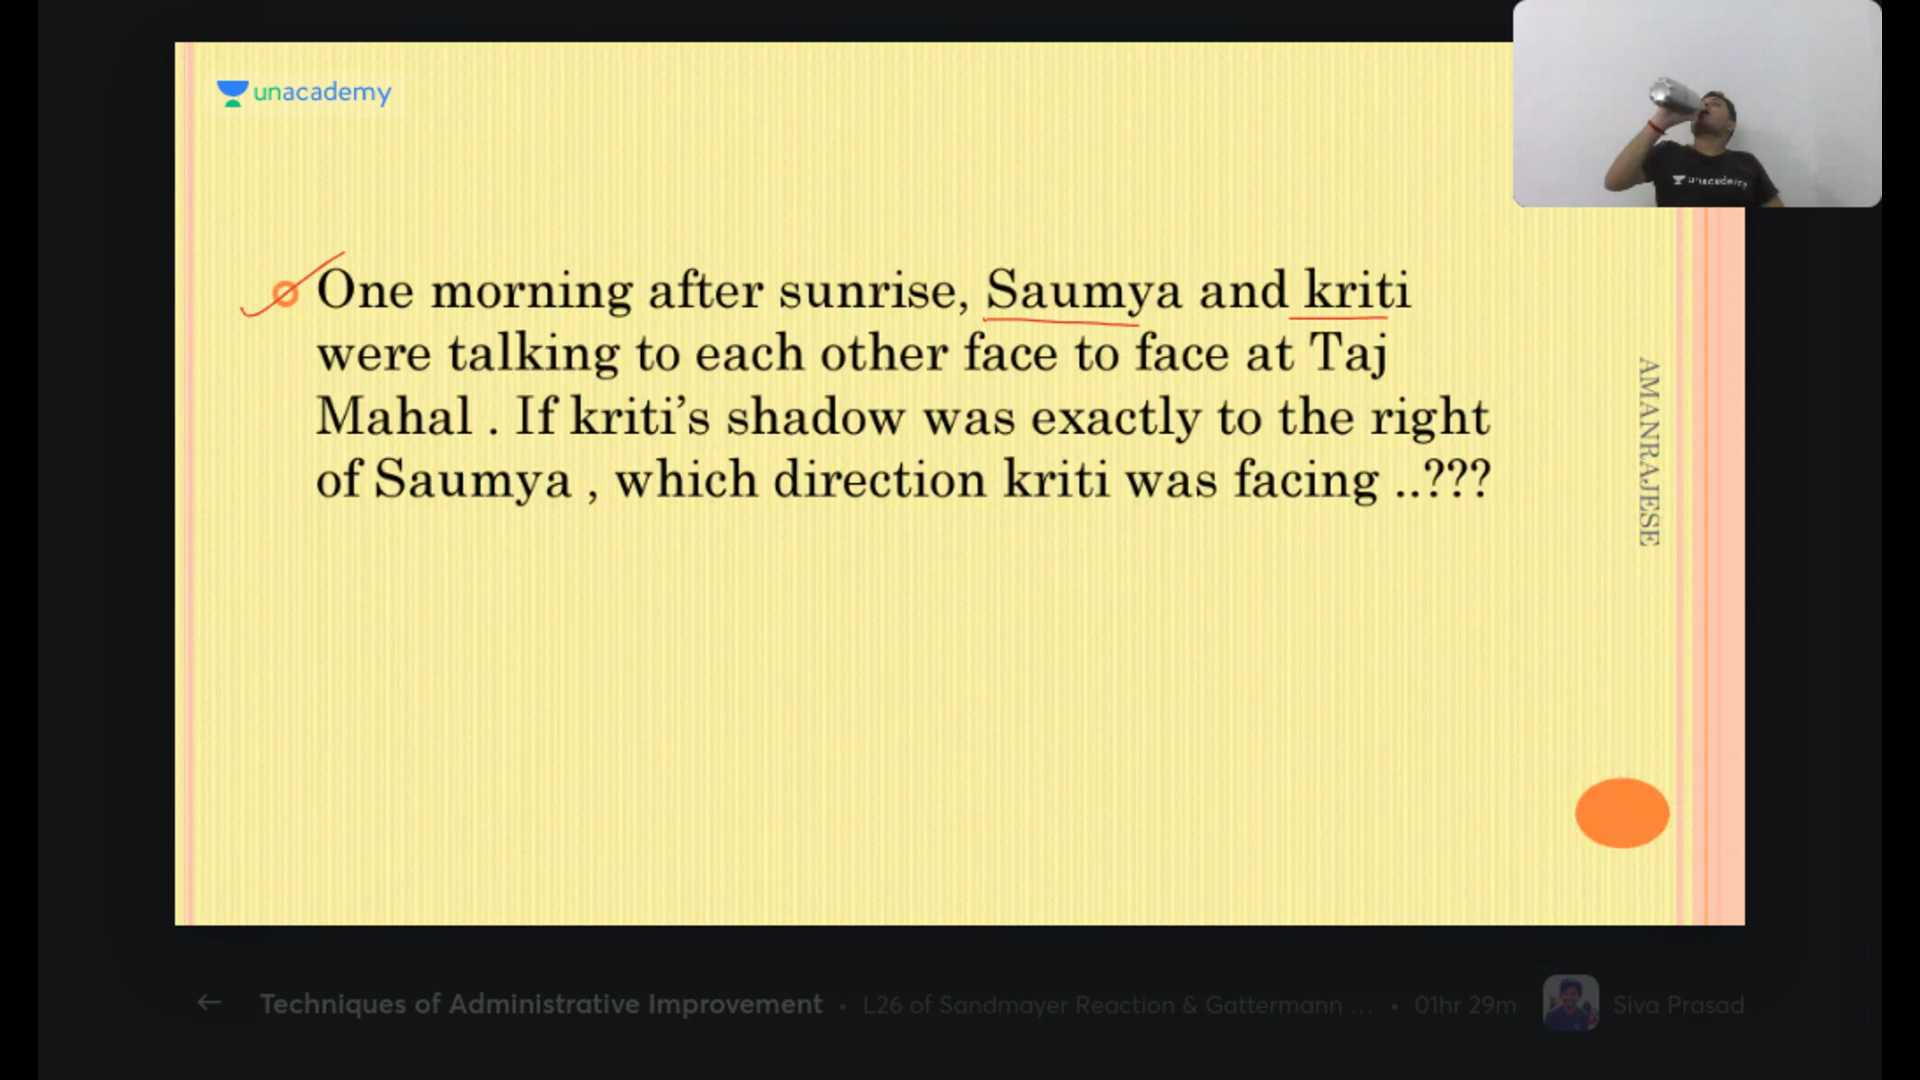 unacademy
unacademy
One morning after sunrise, Saumya and kriti
were talking to each other face to face at Taj
Mahal . If kriti’s shadow was exactly to the right
of Saumya , which direction kriti was facing ..???
AMANRAJESE
Techniques of Administrative Improvement • L26 of Sandmayer Reaction & Gattermann ... • 01hr 29m Siva Prasad